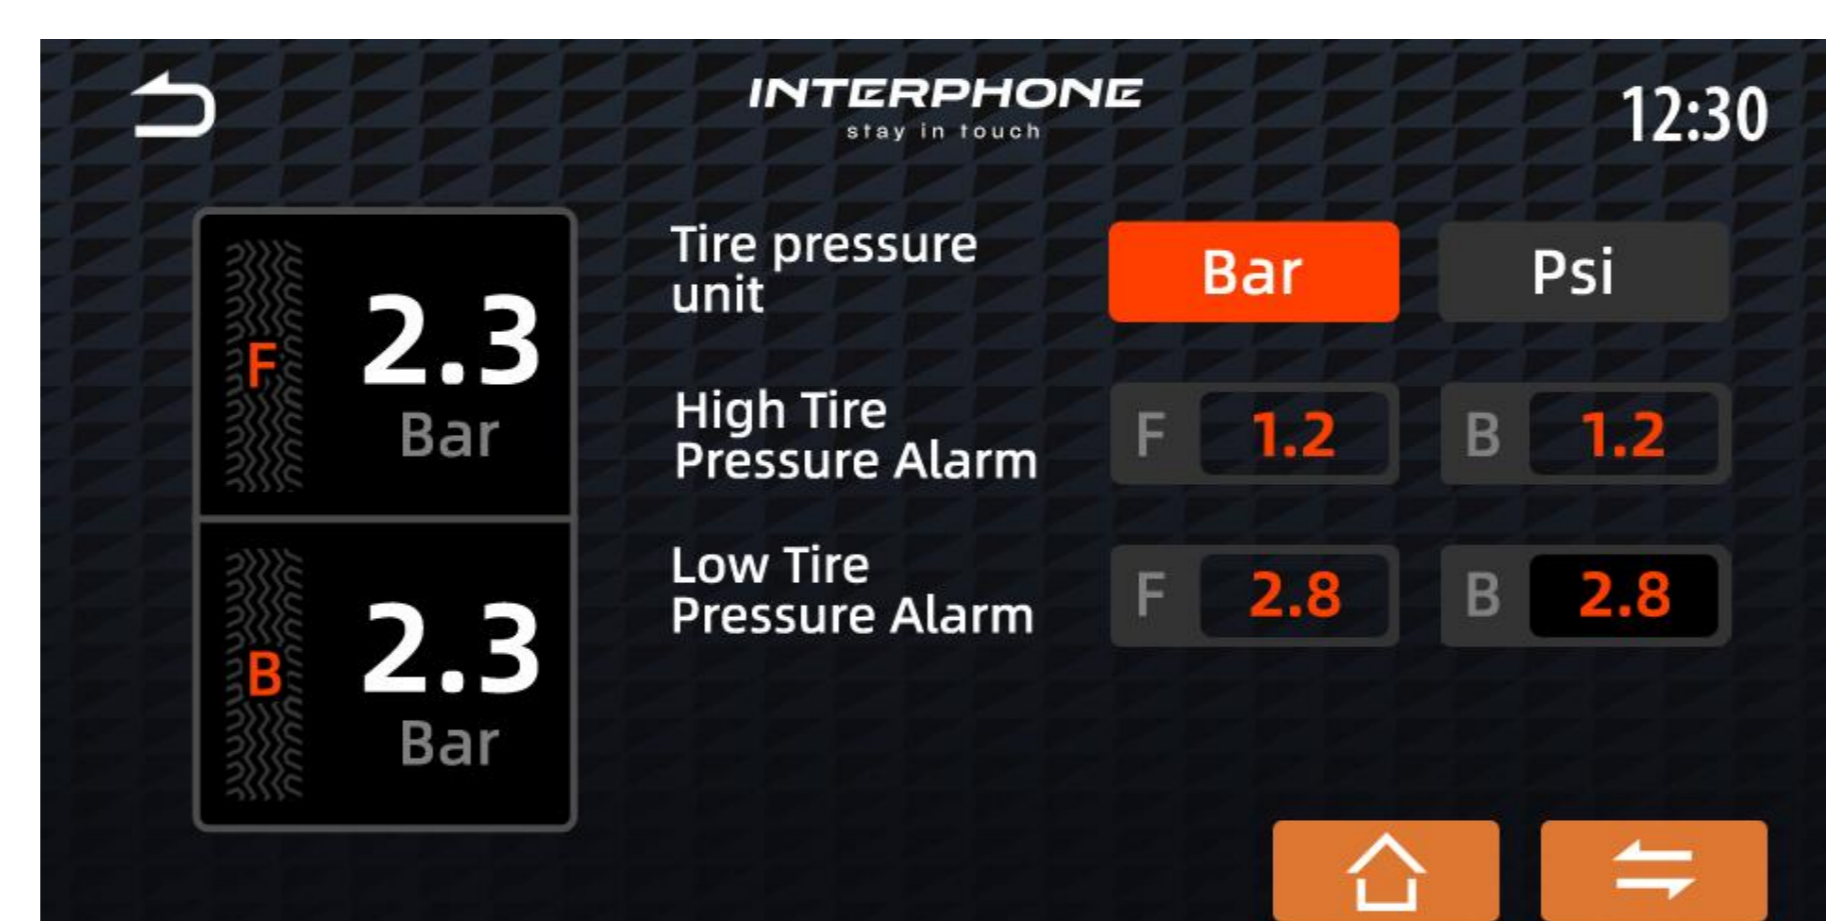 INTERPHONE
stay in touch
12:30
F
2.3
Bar
B
2.3
Bar
Tire pressure
unit
Bar
Psi
High Tire
Pressure Alarm
F
1.2
B
1.2
Low Tire
Pressure Alarm
F
2.8
B
2.8